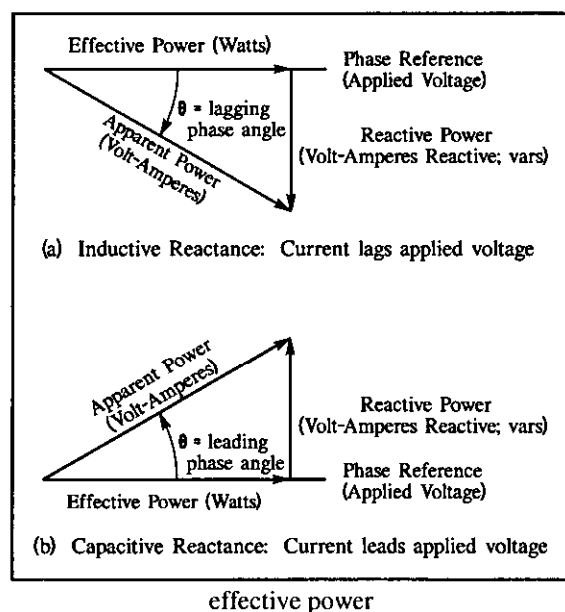 Effective Power (Watts)
Phase Reference
(Applied Voltage)
θ = lagging
phase angle
Apparent Power
(Volt-Amperes)
Reactive Power
(Volt-Amperes Reactive; vars)
(a) Inductive Reactance: Current lags applied voltage
Apparent Power
(Volt-Amperes)
Reactive Power
(Volt-Amperes Reactive; vars)
θ = leading
phase angle
Phase Reference
(Applied Voltage)
Effective Power (Watts)
(b) Capacitive Reactance: Current leads applied voltage
effective power